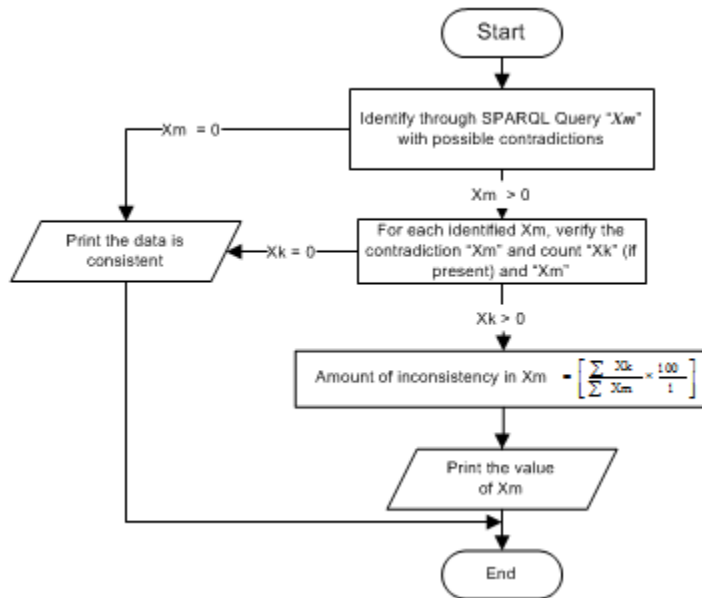 Start
Identify through SPARQL Query “Xm”
with possible contradictions
Xm = 0
Xm > 0
Print the data is
consistent
Xk = 0
For each identified Xm, verify the
contradiction “Xm” and count “Xk” (if
present) and “Xm”
Xk > 0
Amount of inconsistency in Xm = [ ∑ Xk / ∑ Xm × 100 / 1 ]
Print the value
of Xm
End